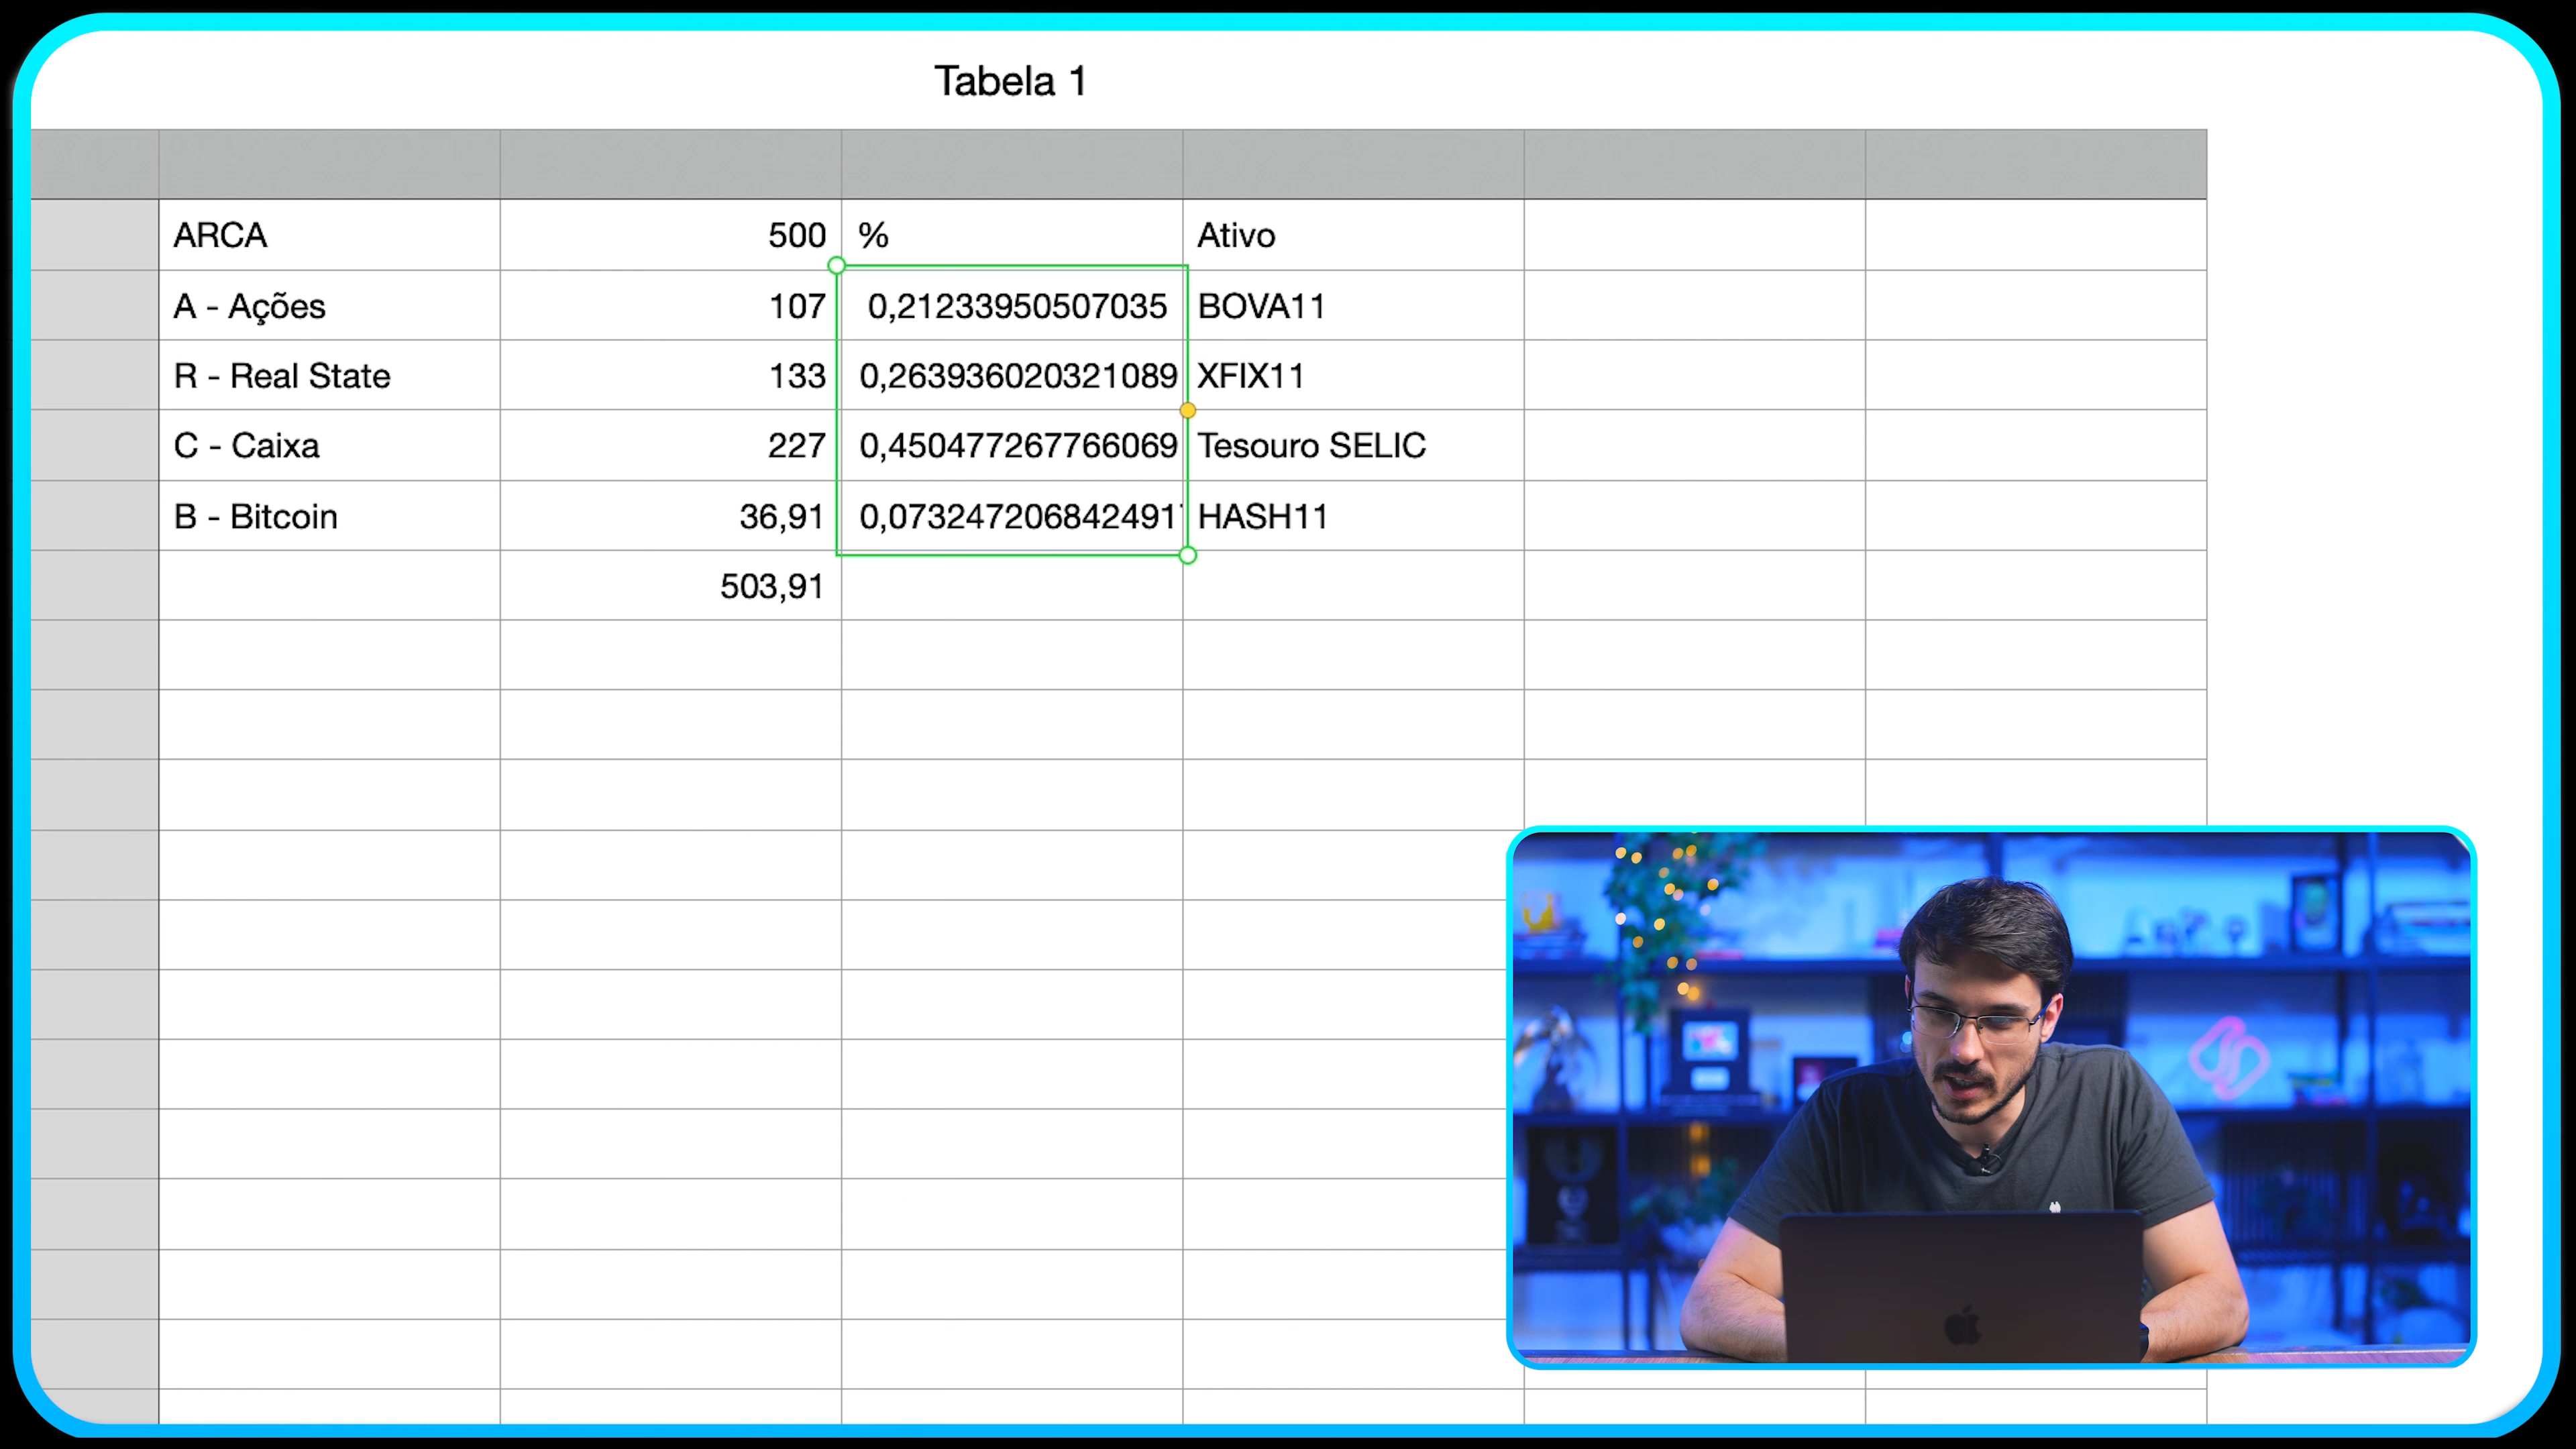 Tabela 1
ARCA 500 % Ativo
A - Ações 107 0,21233950507035 BOVA11
R - Real State 133 0,263936020321089 XFIX11
C - Caixa 227 0,450477267766069 Tesouro SELIC
B - Bitcoin 36,91 0,0732472068424917 HASH11
503,91